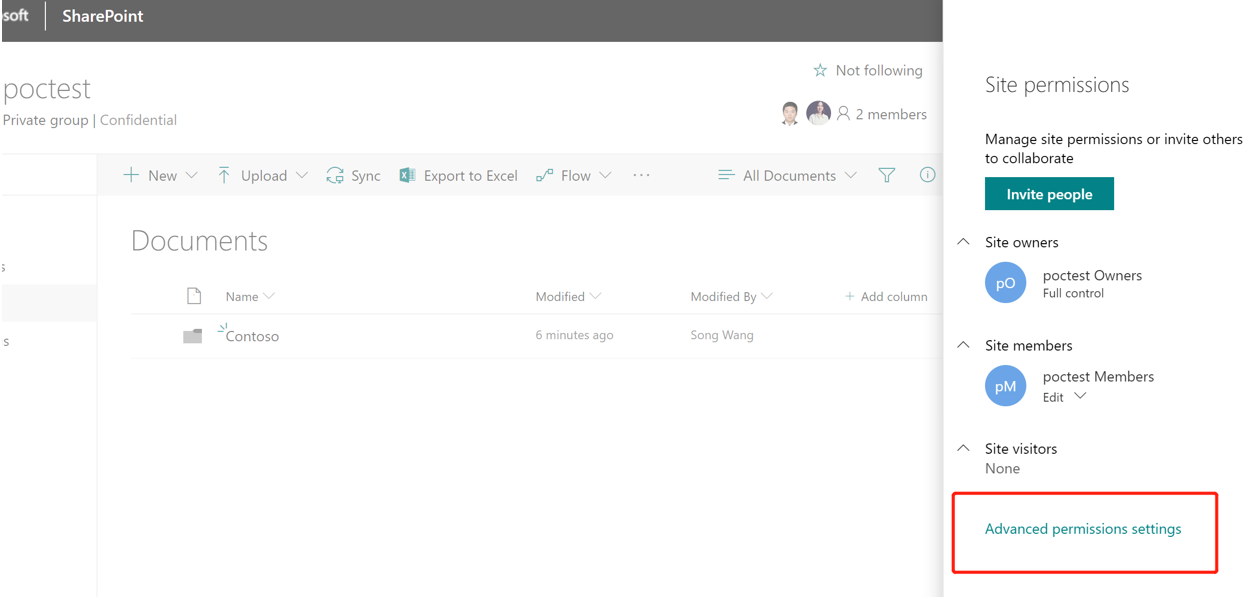 osoft
SharePoint
poctest
Private group | Confidential
Not following
2 members
New
Upload
Sync
Export to Excel
Flow
...
All Documents
s
s
Documents
Name
Modified
Modified By
+ Add column
Contoso
6 minutes ago
Song Wang
Site permissions
Manage site permissions or invite others
to collaborate
Invite people
Site owners
pO
poctest Owners
Full control
Site members
pM
poctest Members
Edit
Site visitors
None
Advanced permissions settings